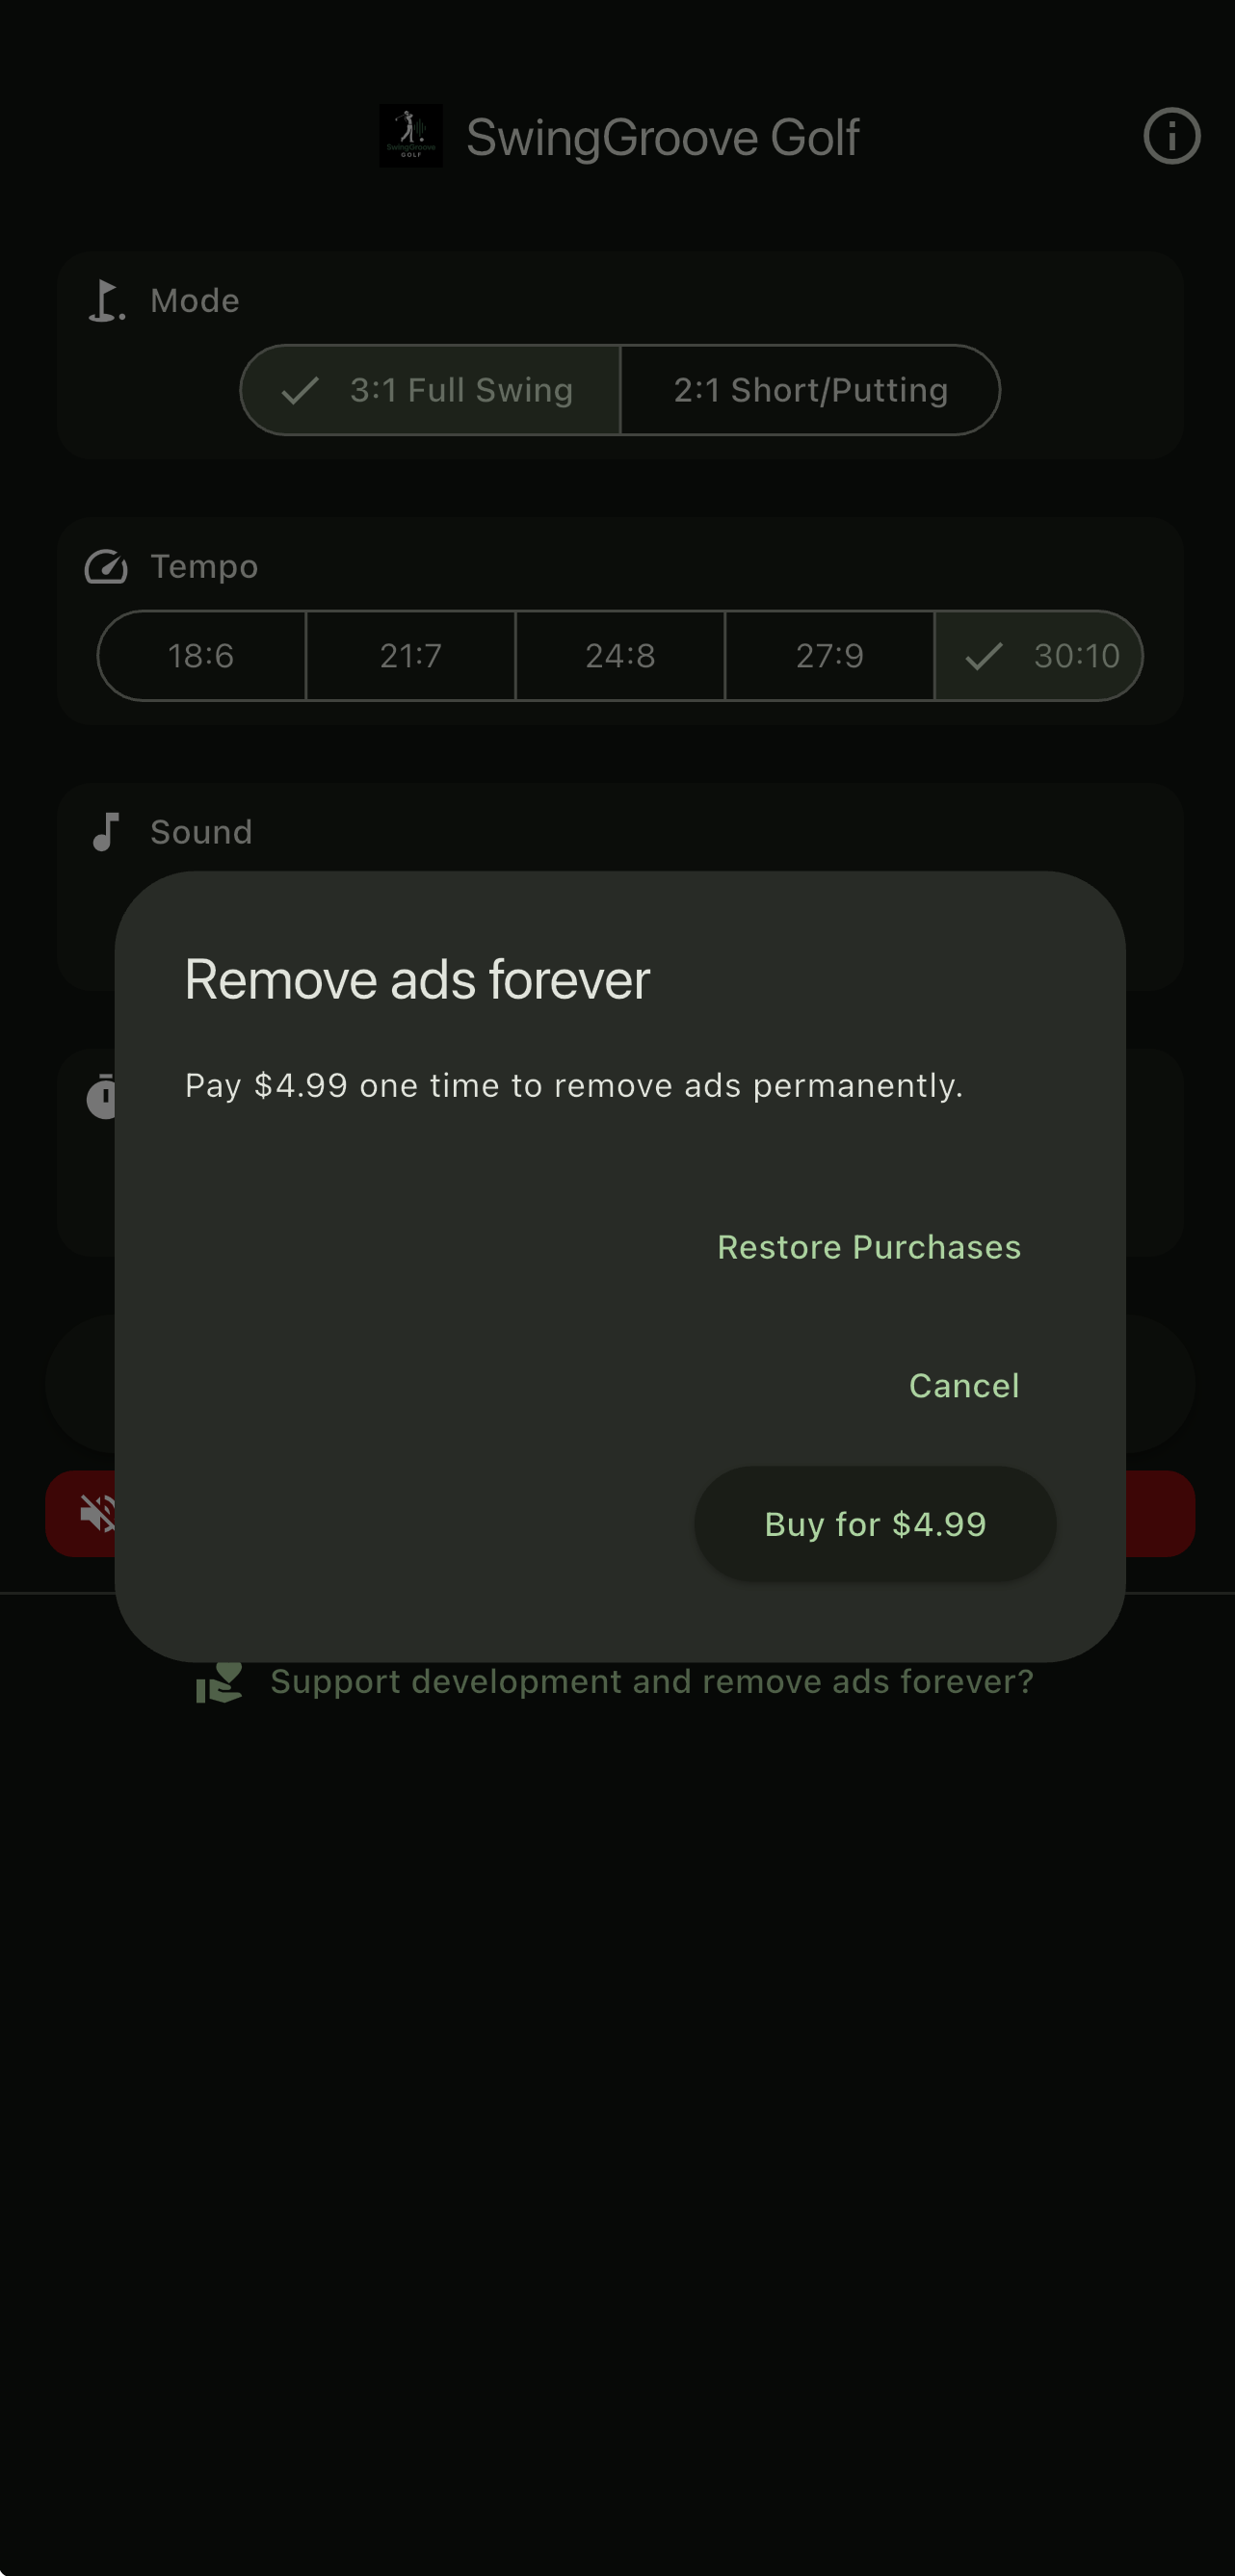 SwingGroove
GOLF
SwingGroove Golf
Mode
3:1 Full Swing
2:1 Short/Putting
Tempo
18:6
21:7
24:8
27:9
30:10
Sound
Remove ads forever
Pay $4.99 one time to remove ads permanently.
Restore Purchases
Cancel
Buy for $4.99
Support development and remove ads forever?